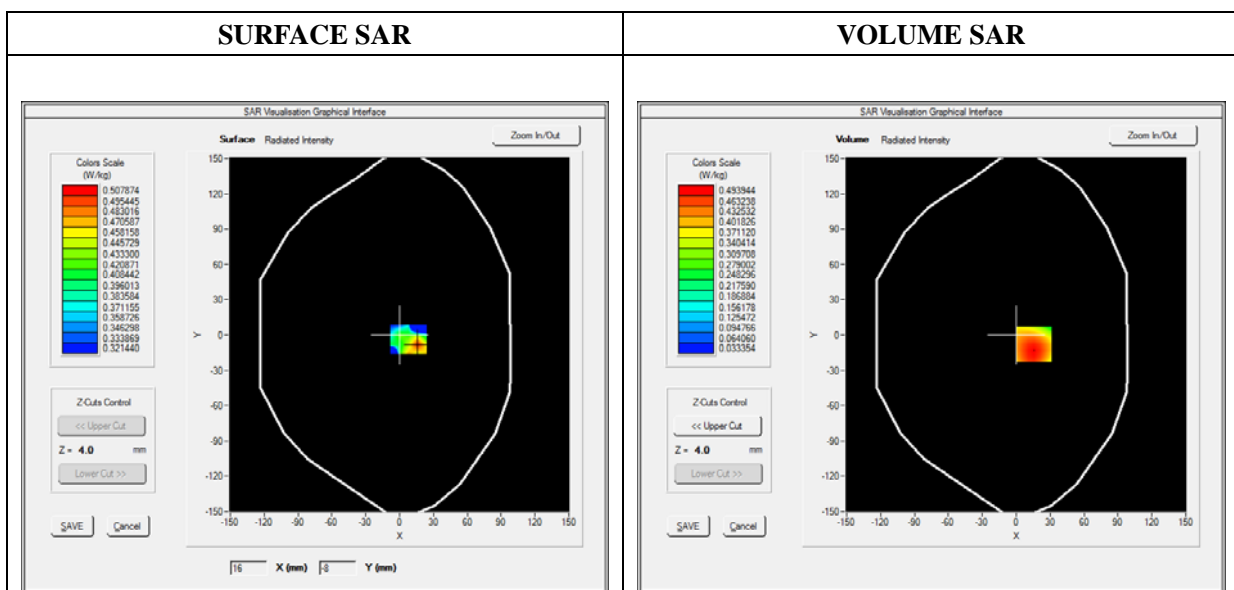 SURFACE SAR
VOLUME SAR
SAR Visualisation Graphical Interface
Surface Radiated Intensity
Zoom In/Out
Colors Scale
(W/kg)
0.507874
0.495445
0.483016
0.470587
0.458158
0.445729
0.433300
0.420871
0.408442
0.396013
0.383584
0.371155
0.358726
0.346298
0.333869
0.321440
Z-Cuts Control
<< Upper Cut
Z = 4.0 mm
Lower Cut >>
SAVE Cancel
150
120
90
60
30
0
-30
-60
-90
-120
-150
Y
-150 -120 -90 -60 -30 0 30 60 90 120 150
X
16 X (mm) -8 Y (mm)
SAR Visualisation Graphical Interface
Volume Radiated Intensity
Zoom In/Out
Colors Scale
(W/kg)
0.493944
0.463238
0.432532
0.401826
0.371120
0.340414
0.309708
0.279002
0.248296
0.217590
0.186884
0.156178
0.125472
0.094766
0.064060
0.033354
Z-Cuts Control
<< Upper Cut
Z = 4.0 mm
Lower Cut >>
SAVE Cancel
150
120
90
60
30
0
-30
-60
-90
-120
-150
Y
-150 -120 -90 -60 -30 0 30 60 90 120 150
X